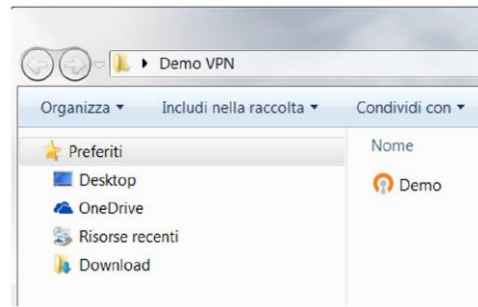 Demo VPN
Organizza Includi nella raccolta Condividi con
Preferiti
Desktop
OneDrive
Risorse recenti
Download
Nome
Demo